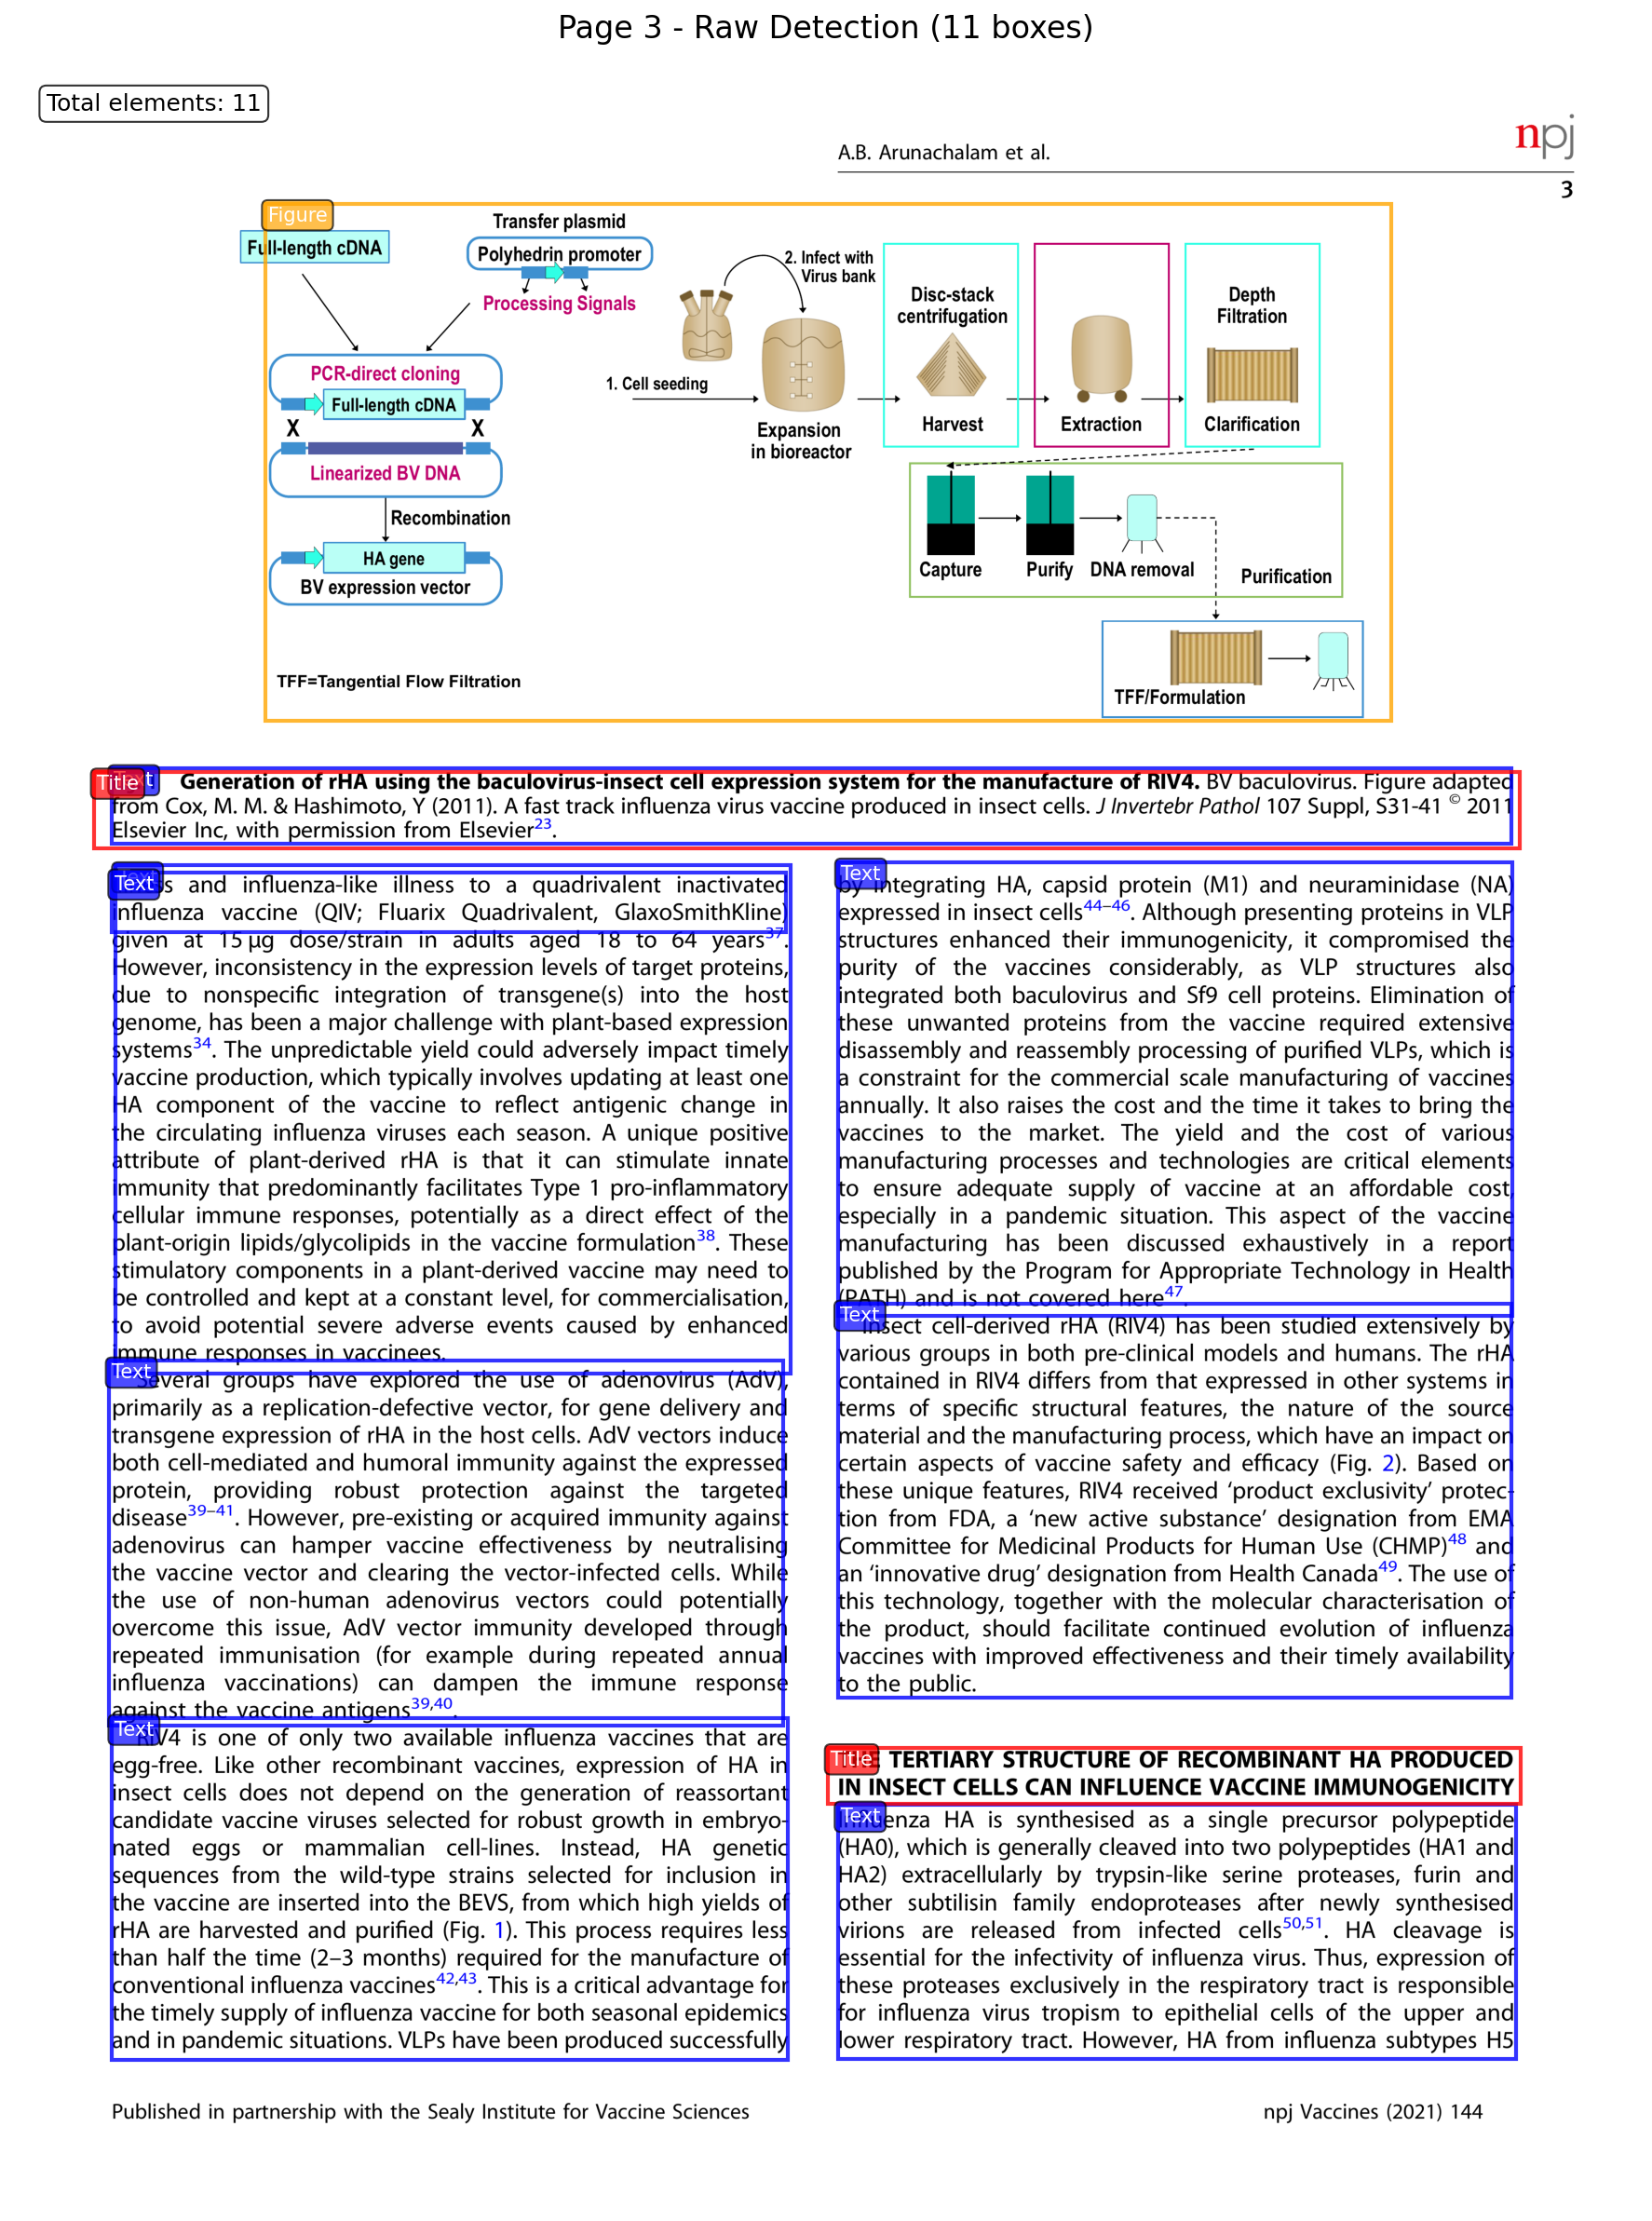 Page 3 - Raw Detection (11 boxes)
Total elements: 11
npj
A.B. Arunachalam et al.
3
Figure
Full-length cDNA
Transfer plasmid
Polyhedrin promoter
Processing Signals
PCR-direct cloning
Full-length cDNA
X X
Linearized BV DNA
Recombination
HA gene
BV expression vector
TFF=Tangential Flow Filtration
1. Cell seeding
2. Infect with
Virus bank
Expansion
in bioreactor
Disc-stack
centrifugation
Harvest
Extraction
Depth
Filtration
Clarification
Capture
Purify
DNA removal
Purification
TFF/Formulation
Title
Text
Generation of rHA using the baculovirus-insect cell expression system for the manufacture of RIV4. BV baculovirus. Figure adapted
from Cox, M. M. & Hashimoto, Y (2011). A fast track influenza virus vaccine produced in insect cells. J Invertebr Pathol 107 Suppl, S31-41 © 2011
Elsevier Inc, with permission from Elsevier23.
Text
and influenza-like illness to a quadrivalent inactivated
influenza vaccine (QIV; Fluarix Quadrivalent, GlaxoSmithKline)
given at 15 µg dose/strain in adults aged 18 to 64 years37.
However, inconsistency in the expression levels of target proteins,
due to nonspecific integration of transgene(s) into the host
genome, has been a major challenge with plant-based expression
systems34. The unpredictable yield could adversely impact timely
vaccine production, which typically involves updating at least one
HA component of the vaccine to reflect antigenic change in
the circulating influenza viruses each season. A unique positive
attribute of plant-derived rHA is that it can stimulate innate
immunity that predominantly facilitates Type 1 pro-inflammatory
cellular immune responses, potentially as a direct effect of the
plant-origin lipids/glycolipids in the vaccine formulation38. These
stimulatory components in a plant-derived vaccine may need to
be controlled and kept at a constant level, for commercialisation,
to avoid potential severe adverse events caused by enhanced
immune responses in vaccinees.
Text
Several groups have explored the use of adenovirus (AdV),
primarily as a replication-defective vector, for gene delivery and
transgene expression of rHA in the host cells. AdV vectors induce
both cell-mediated and humoral immunity against the expressed
protein, providing robust protection against the targeted
disease39–41. However, pre-existing or acquired immunity against
adenovirus can hamper vaccine effectiveness by neutralising
the vaccine vector and clearing the vector-infected cells. While
the use of non-human adenovirus vectors could potentially
overcome this issue, AdV vector immunity developed through
repeated immunisation (for example during repeated annual
influenza vaccinations) can dampen the immune response
against the vaccine antigens39,40.
Text
RIV4 is one of only two available influenza vaccines that are
egg-free. Like other recombinant vaccines, expression of HA in
insect cells does not depend on the generation of reassortant
candidate vaccine viruses selected for robust growth in embryo-
nated eggs or mammalian cell-lines. Instead, HA genetic
sequences from the wild-type strains selected for inclusion in
the vaccine are inserted into the BEVS, from which high yields of
rHA are harvested and purified (Fig. 1). This process requires less
than half the time (2–3 months) required for the manufacture of
conventional influenza vaccines42,43. This is a critical advantage for
the timely supply of influenza vaccine for both seasonal epidemics
and in pandemic situations. VLPs have been produced successfully
Text
by integrating HA, capsid protein (M1) and neuraminidase (NA)
expressed in insect cells44–46. Although presenting proteins in VLP
structures enhanced their immunogenicity, it compromised the
purity of the vaccines considerably, as VLP structures also
integrated both baculovirus and Sf9 cell proteins. Elimination of
these unwanted proteins from the vaccine required extensive
disassembly and reassembly processing of purified VLPs, which is
a constraint for the commercial scale manufacturing of vaccines
annually. It also raises the cost and the time it takes to bring the
vaccines to the market. The yield and the cost of various
manufacturing processes and technologies are critical elements
to ensure adequate supply of vaccine at an affordable cost,
especially in a pandemic situation. This aspect of the vaccine
manufacturing has been discussed exhaustively in a report
published by the Program for Appropriate Technology in Health
(PATH) and is not covered here47.
Text
Insect cell-derived rHA (RIV4) has been studied extensively by
various groups in both pre-clinical models and humans. The rHA
contained in RIV4 differs from that expressed in other systems in
terms of specific structural features, the nature of the source
material and the manufacturing process, which have an impact on
certain aspects of vaccine safety and efficacy (Fig. 2). Based on
these unique features, RIV4 received ‘product exclusivity’ protec-
tion from FDA, a ‘new active substance’ designation from EMA
Committee for Medicinal Products for Human Use (CHMP)48 and
an ‘innovative drug’ designation from Health Canada49. The use of
this technology, together with the molecular characterisation of
the product, should facilitate continued evolution of influenza
vaccines with improved effectiveness and their timely availability
to the public.
Title
THE TERTIARY STRUCTURE OF RECOMBINANT HA PRODUCED
IN INSECT CELLS CAN INFLUENCE VACCINE IMMUNOGENICITY
Text
Influenza HA is synthesised as a single precursor polypeptide
(HA0), which is generally cleaved into two polypeptides (HA1 and
HA2) extracellularly by trypsin-like serine proteases, furin and
other subtilisin family endoproteases after newly synthesised
virions are released from infected cells50,51. HA cleavage is
essential for the infectivity of influenza virus. Thus, expression of
these proteases exclusively in the respiratory tract is responsible
for influenza virus tropism to epithelial cells of the upper and
lower respiratory tract. However, HA from influenza subtypes H5
Published in partnership with the Sealy Institute for Vaccine Sciences
npj Vaccines (2021) 144